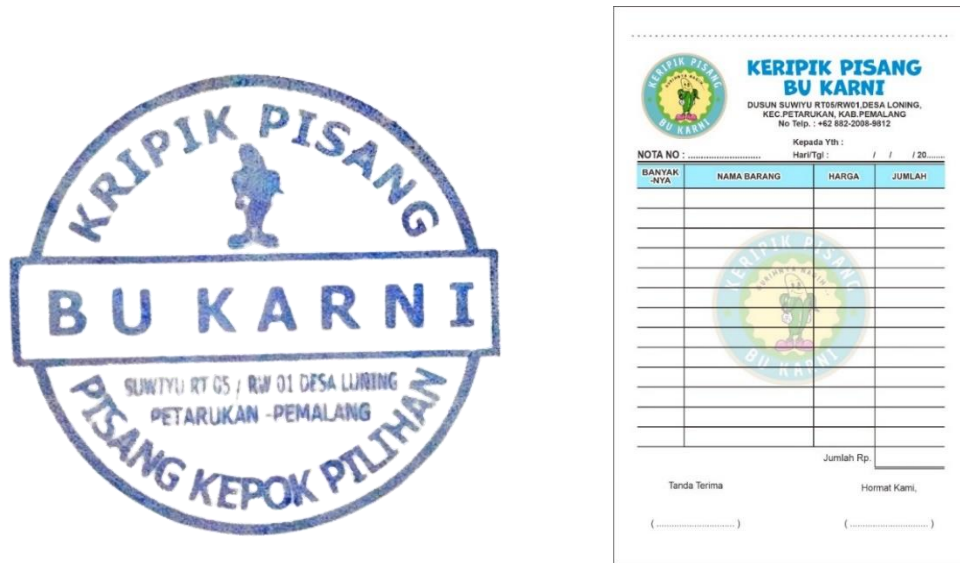 KRIPIK PISANG
BU KARNI
SUWIYU RT 05 / RW 01 DESA LUNING
PETARUKAN -PEMALANG
PISANG KEPOK PILIHAN
KERIPIK PISANG
BU KARNI
KERIPIK PISANG
BU KARNI
DUSUN SUWIYU RT05/RW01,DESA LONING,
KEC.PETARUKAN, KAB.PEMALANG
No Telp. : +62 882-2008-9812
Kepada Yth :
NOTA NO : ............................ Hari/Tgl : / / / 20.......
BANYAK
-NYA
NAMA BARANG
HARGA
JUMLAH
KERIPIK PISANG
BU KARNI
Jumlah Rp.
Tanda Terima
Hormat Kami,
( ............................ )
( ............................ )